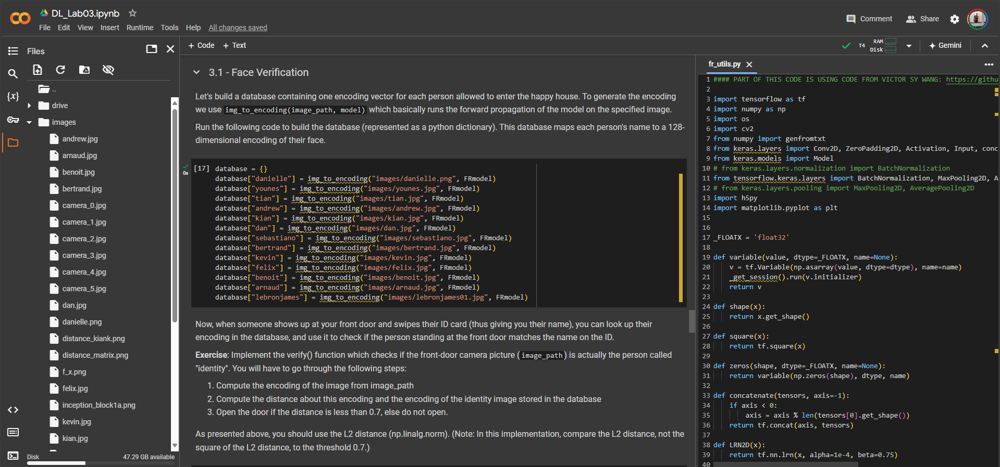 DL_Lab03.ipynb
File Edit View Insert Runtime Tools Help All changes saved
Comment Share
Files
+ Code + Text
T4 RAM Disk
Gemini
..
drive
images
andrew.jpg
arnaud.jpg
benoit.jpg
bertrand.jpg
camera_0.jpg
camera_1.jpg
camera_2.jpg
camera_3.jpg
camera_4.jpg
camera_5.jpg
dan.jpg
danielle.png
distance_kiank.png
distance_matrix.png
f_x.png
felix.jpg
inception_block1a.png
kevin.jpg
kian.jpg
Disk 47.29 GB available
3.1 - Face Verification
Let's build a database containing one encoding vector for each person allowed to enter the happy house. To generate the encoding
we use img_to_encoding(image_path, model) which basically runs the forward propagation of the model on the specified image.
Run the following code to build the database (represented as a python dictionary). This database maps each person's name to a 128-
dimensional encoding of their face.
0s
[17] database = {}
database["danielle"] = img_to_encoding("images/danielle.png", FRmodel)
database["younes"] = img_to_encoding("images/younes.jpg", FRmodel)
database["tian"] = img_to_encoding("images/tian.jpg", FRmodel)
database["andrew"] = img_to_encoding("images/andrew.jpg", FRmodel)
database["kian"] = img_to_encoding("images/kian.jpg", FRmodel)
database["dan"] = img_to_encoding("images/dan.jpg", FRmodel)
database["sebastiano"] = img_to_encoding("images/sebastiano.jpg", FRmodel)
database["bertrand"] = img_to_encoding("images/bertrand.jpg", FRmodel)
database["kevin"] = img_to_encoding("images/kevin.jpg", FRmodel)
database["felix"] = img_to_encoding("images/felix.jpg", FRmodel)
database["benoit"] = img_to_encoding("images/benoit.jpg", FRmodel)
database["arnaud"] = img_to_encoding("images/arnaud.jpg", FRmodel)
database["lebronjames"] = img_to_encoding("images/lebronjames01.jpg", FRmodel)
Now, when someone shows up at your front door and swipes their ID card (thus giving you their name), you can look up their
encoding in the database, and use it to check if the person standing at the front door matches the name on the ID.
Exercise: Implement the verify() function which checks if the front-door camera picture (image_path) is actually the person called
"identity". You will have to go through the following steps:
1. Compute the encoding of the image from image_path
2. Compute the distance about this encoding and the encoding of the identity image stored in the database
3. Open the door if the distance is less than 0.7, else do not open.
As presented above, you should use the L2 distance (np.linalg.norm). (Note: In this implementation, compare the L2 distance, not the
square of the L2 distance, to the threshold 0.7.)
fr_utils.py
1 #### PART OF THIS CODE IS USING CODE FROM VICTOR SY WANG: https://githu
2
3 import tensorflow as tf
4 import numpy as np
5 import os
6 import cv2
7 from numpy import genfromtxt
8 from keras.layers import Conv2D, ZeroPadding2D, Activation, Input, conc
9 from keras.models import Model
10 # from keras.layers.normalization import BatchNormalization
11 from tensorflow.keras.layers import BatchNormalization, MaxPooling2D, A
12 # from keras.layers.pooling import MaxPooling2D, AveragePooling2D
13 import h5py
14 import matplotlib.pyplot as plt
15
16
17 _FLOATX = 'float32'
18
19 def variable(value, dtype=_FLOATX, name=None):
20 v = tf.Variable(np.asarray(value, dtype=dtype), name=name)
21 _get_session().run(v.initializer)
22 return v
23
24 def shape(x):
25 return x.get_shape()
26
27 def square(x):
28 return tf.square(x)
29
30 def zeros(shape, dtype=_FLOATX, name=None):
31 return variable(np.zeros(shape), dtype, name)
32
33 def concatenate(tensors, axis=-1):
34 if axis < 0:
35 axis = axis % len(tensors[0].get_shape())
36 return tf.concat(axis, tensors)
37
38 def LRN2D(x):
39 return tf.nn.lrn(x, alpha=1e-4, beta=0.75)
40